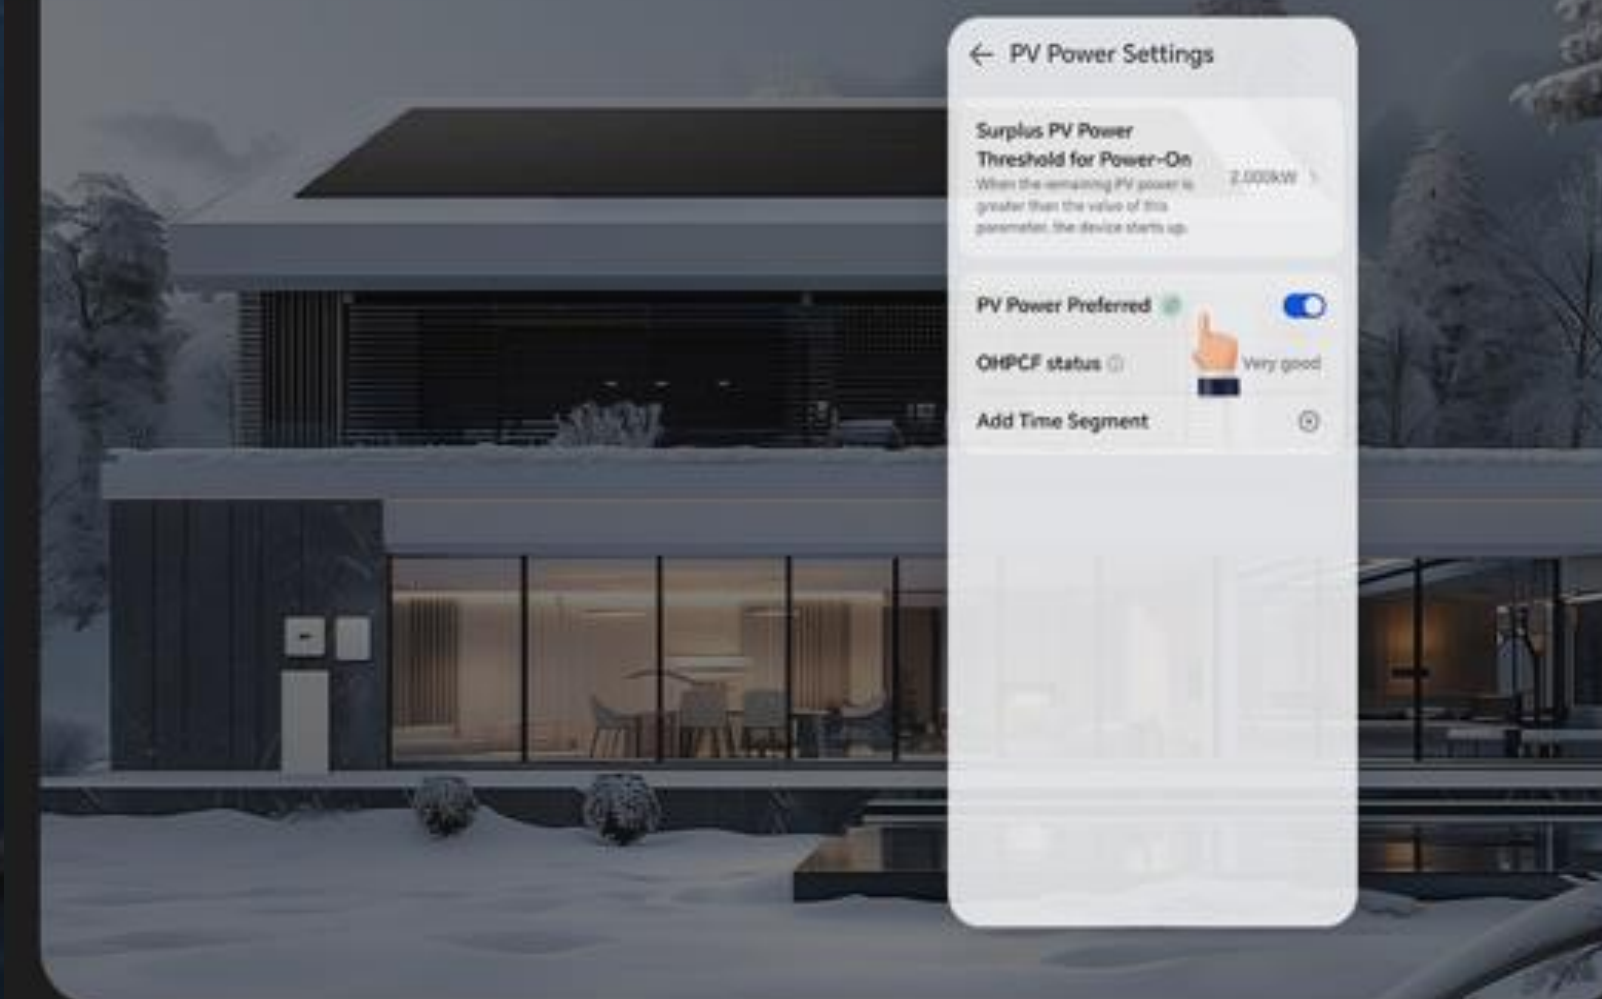 PV Power Settings
Surplus PV Power
Threshold for Power-On
2.000kW
When the remaining PV power is
greater than the value of this
parameter, the device starts up.
PV Power Preferred
OHPCF status
Very good
Add Time Segment